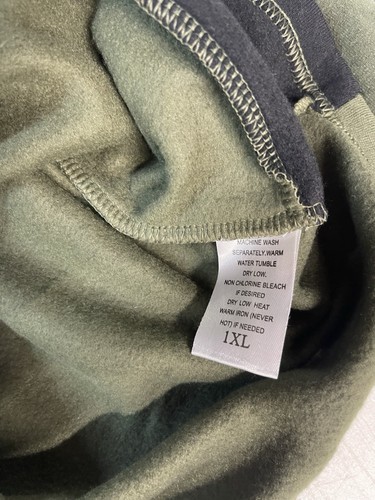 MACHINE WASH
SEPARATELY,WARM
WATER TUMBLE
DRY LOW.
NON CHLORINE BLEACH
IF DESIRED
DRY LOW HEAT
WARM IRON (NEVER
HOT) IF NEEDED
1XL